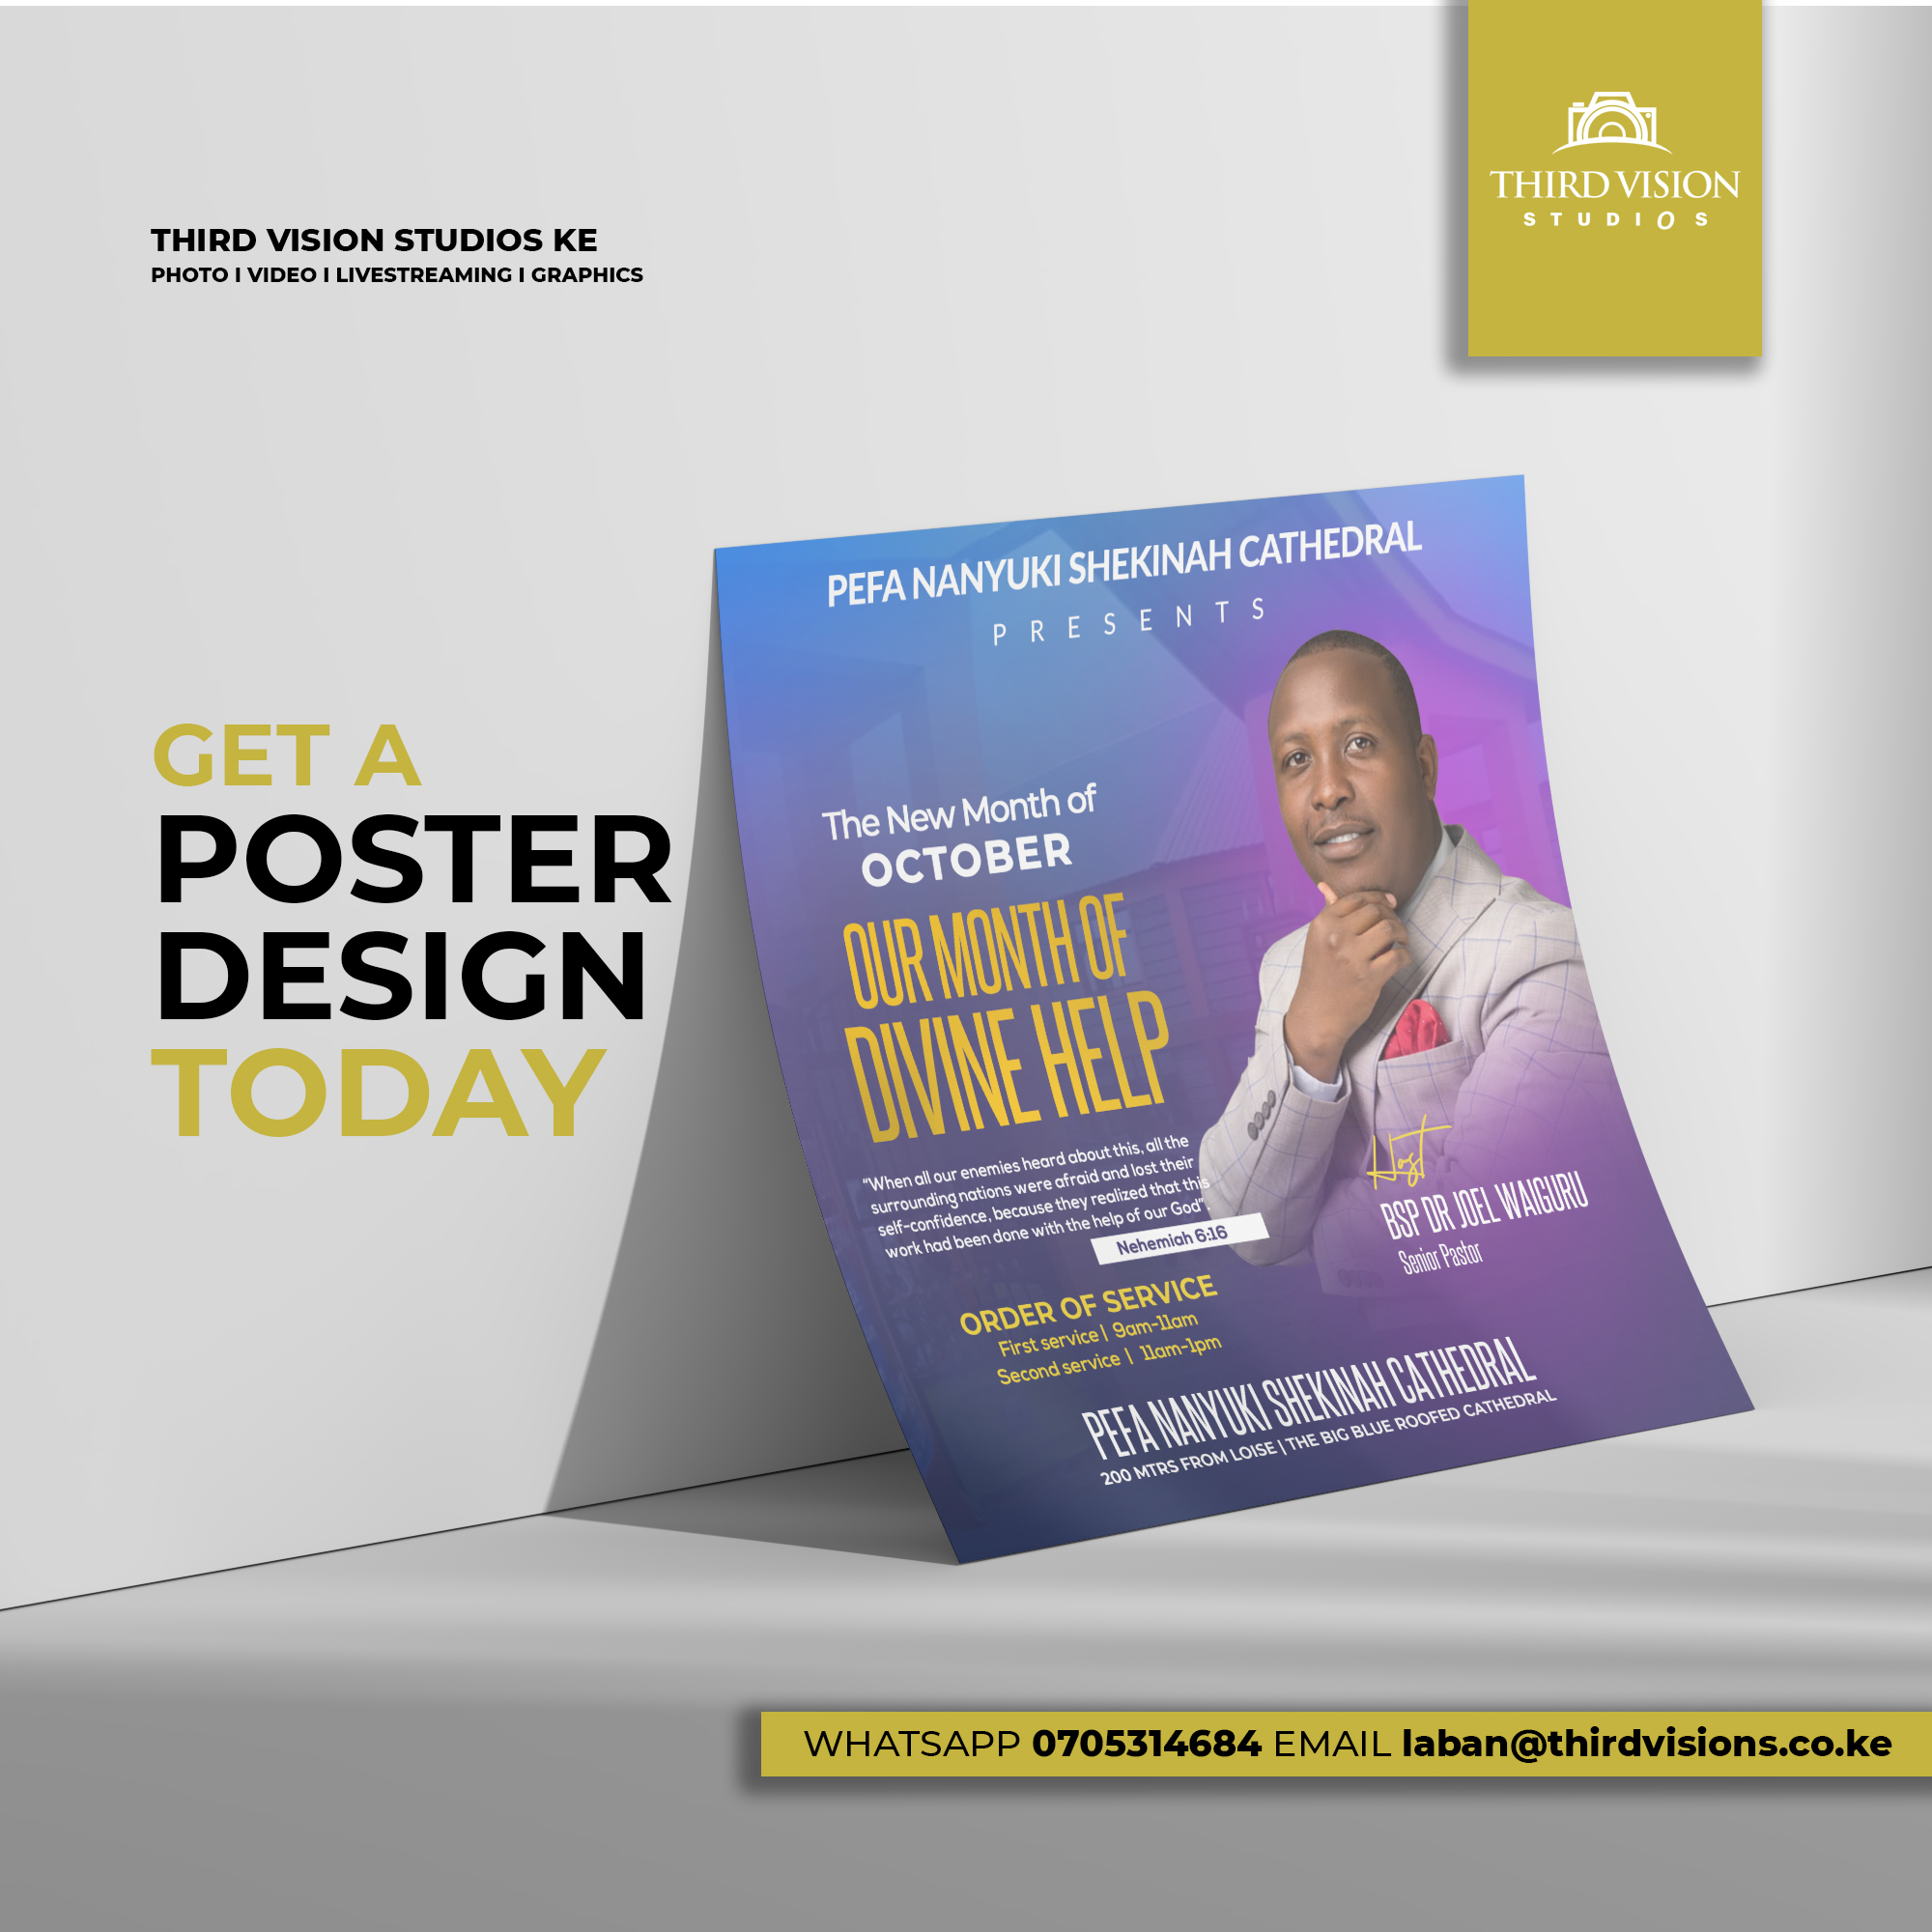 THIRD VISION
STUDIOS
THIRD VISION STUDIOS KE
PHOTO I VIDEO I LIVESTREAMING I GRAPHICS
GET A
POSTER
DESIGN
TODAY
PEFA NANYUKI SHEKINAH CATHEDRAL
PRESENTS
The New Month of
OCTOBER
OUR MONTH OF
DIVINE HELP
“When all our enemies heard about this, all the
surrounding nations were afraid and lost their
self-confidence, because they realized that this
work had been done with the help of our God”.
Nehemiah 6:16
Host
BSP DR JOEL WAIGURU
Senior Pastor
ORDER OF SERVICE
First service | 9am-11am
Second service | 11am-1pm
PEFA NANYUKI SHEKINAH CATHEDRAL
200 MTRS FROM LOISE | THE BIG BLUE ROOFED CATHEDRAL
WHATSAPP 0705314684 EMAIL laban@thirdvisions.co.ke